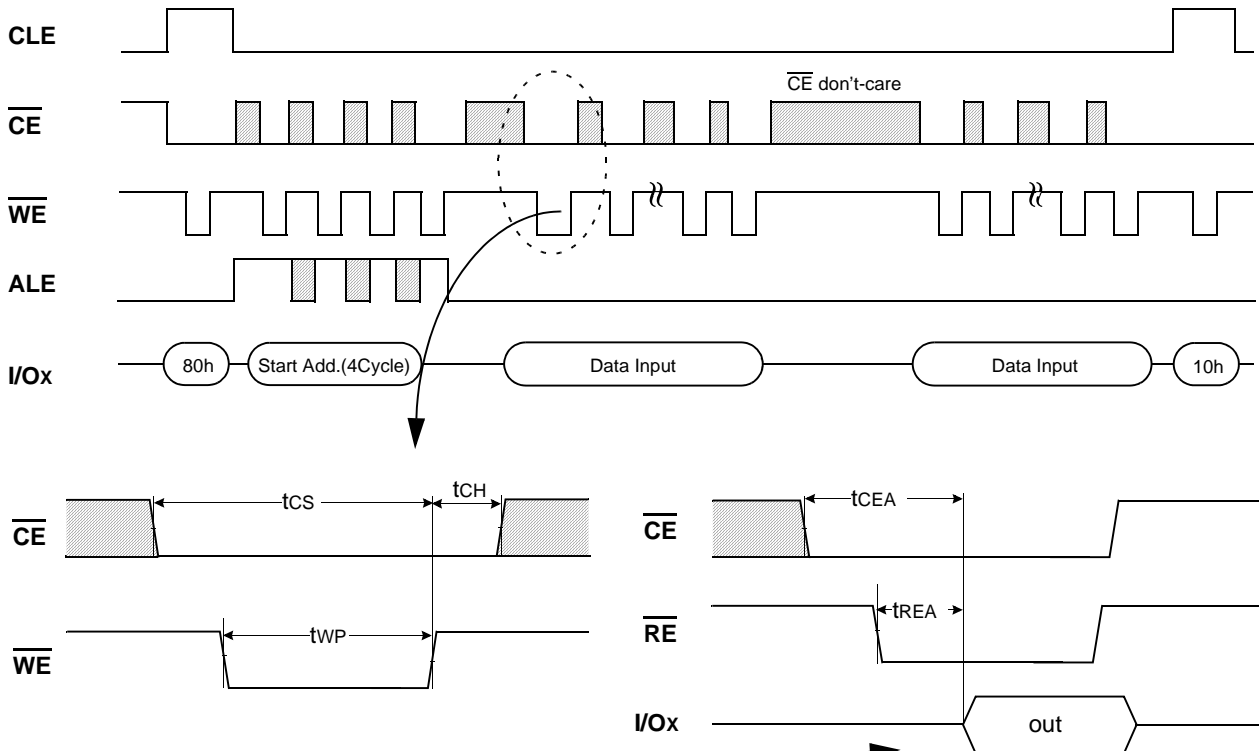 CLE
CE don't-care
CE
WE
ALE
I/Ox 80h Start Add.(4Cycle) Data Input Data Input 10h
tCS tCH tCEA
CE CE
tREA
tWP RE
WE
I/Ox out